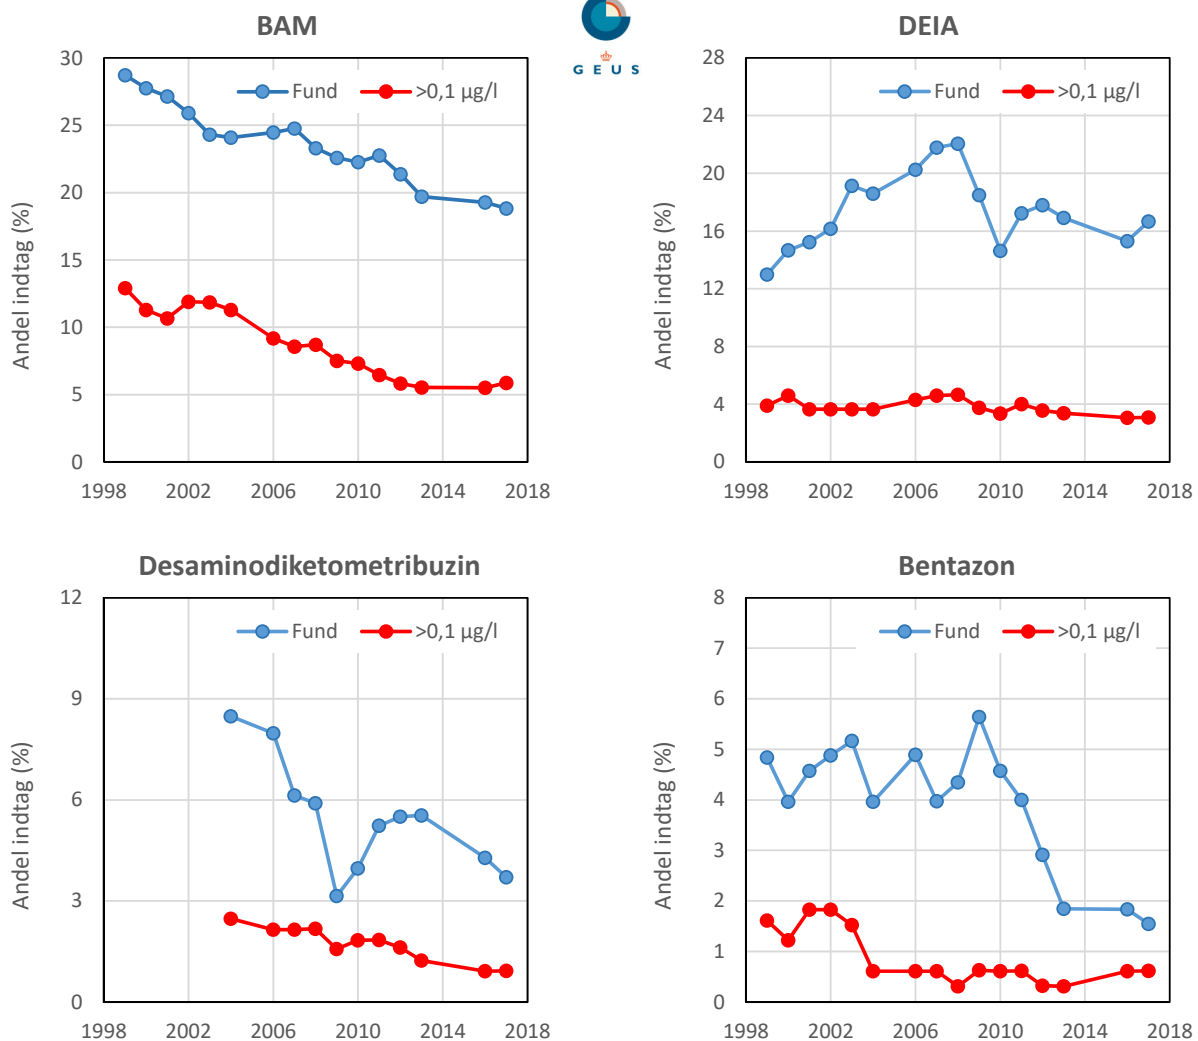 BAM
GEUS
Andel indtag (%)
30
25
20
15
10
5
0
Fund >0,1 µg/l
1998 2002 2006 2010 2014 2018
DEIA
Andel indtag (%)
28
24
20
16
12
8
4
0
Fund >0,1 µg/l
1998 2002 2006 2010 2014 2018
Desaminodiketometribuzin
Andel indtag (%)
12
9
6
3
0
Fund >0,1 µg/l
1998 2002 2006 2010 2014 2018
Bentazon
Andel indtag (%)
8
7
6
5
4
3
2
1
0
Fund >0,1 µg/l
1998 2002 2006 2010 2014 2018